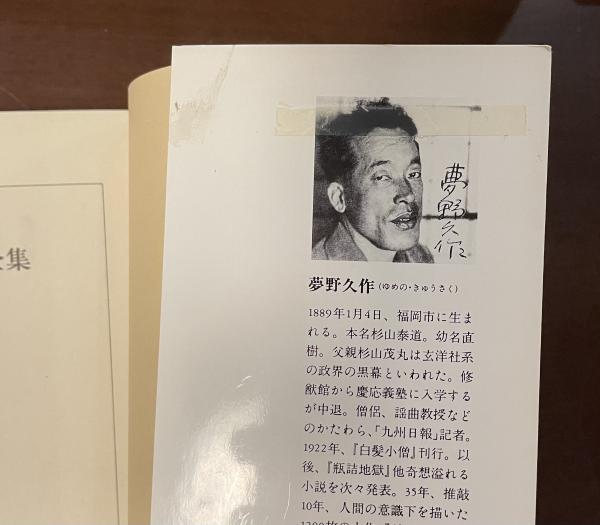 集
夢野久作
夢野久作(ゆめの・きゅうさく)
1889年1月4日、福岡市に生ま
れる。本名杉山泰道。幼名直
樹。父親杉山茂丸は玄洋社系
の政界の黒幕といわれた。修
猷館から慶応義塾に入学する
が中退。僧侶、謡曲教授など
のかたわら、「九州日報」記者。
1922年、『白髪小僧』刊行。以
後、『瓶詰地獄』他奇想溢れる
小説を次々発表。35年、推敲
10年、人間の意識下を描いた